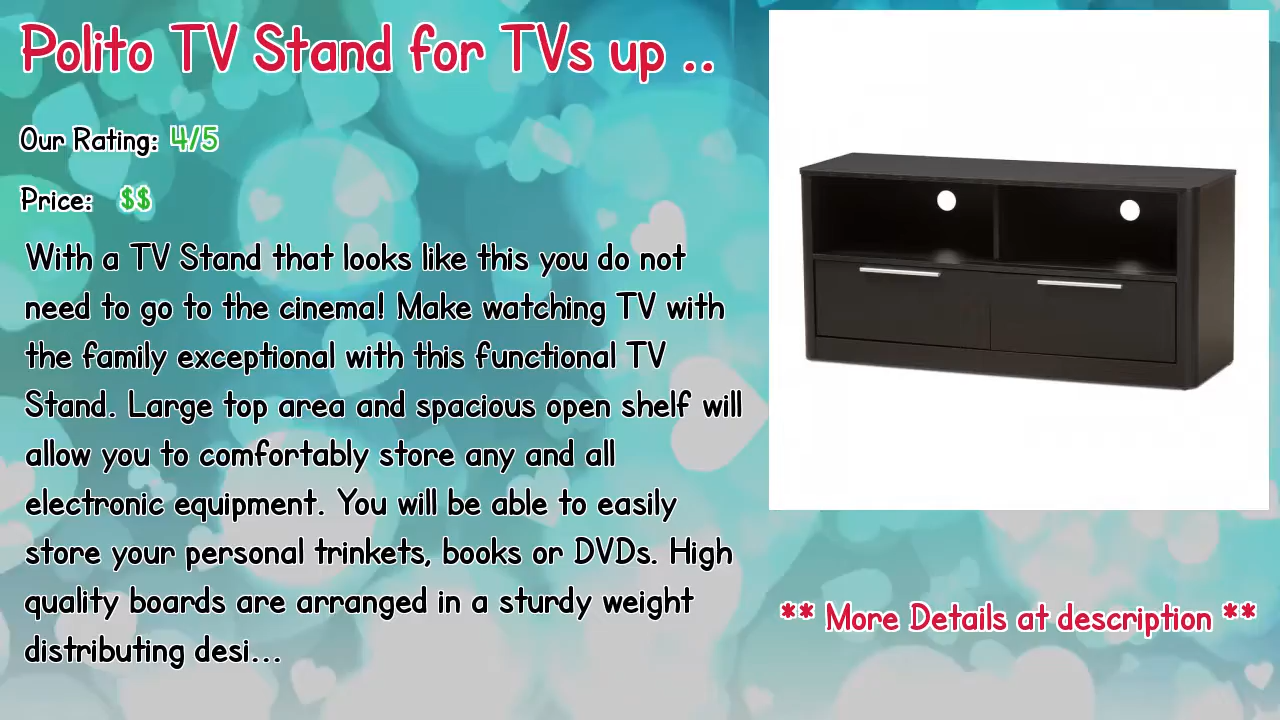 Polito TV Stand for TVs up ..
Our Rating: 4/5
Price: $$
With a TV Stand that looks like this you do not
need to go to the cinema! Make watching TV with
the family exceptional with this functional TV
Stand. Large top area and spacious open shelf will
allow you to comfortably store any and all
electronic equipment. You will be able to easily
store your personal trinkets, books or DVDs. High
quality boards are arranged in a sturdy weight
distributing desi...
** More Details at description **